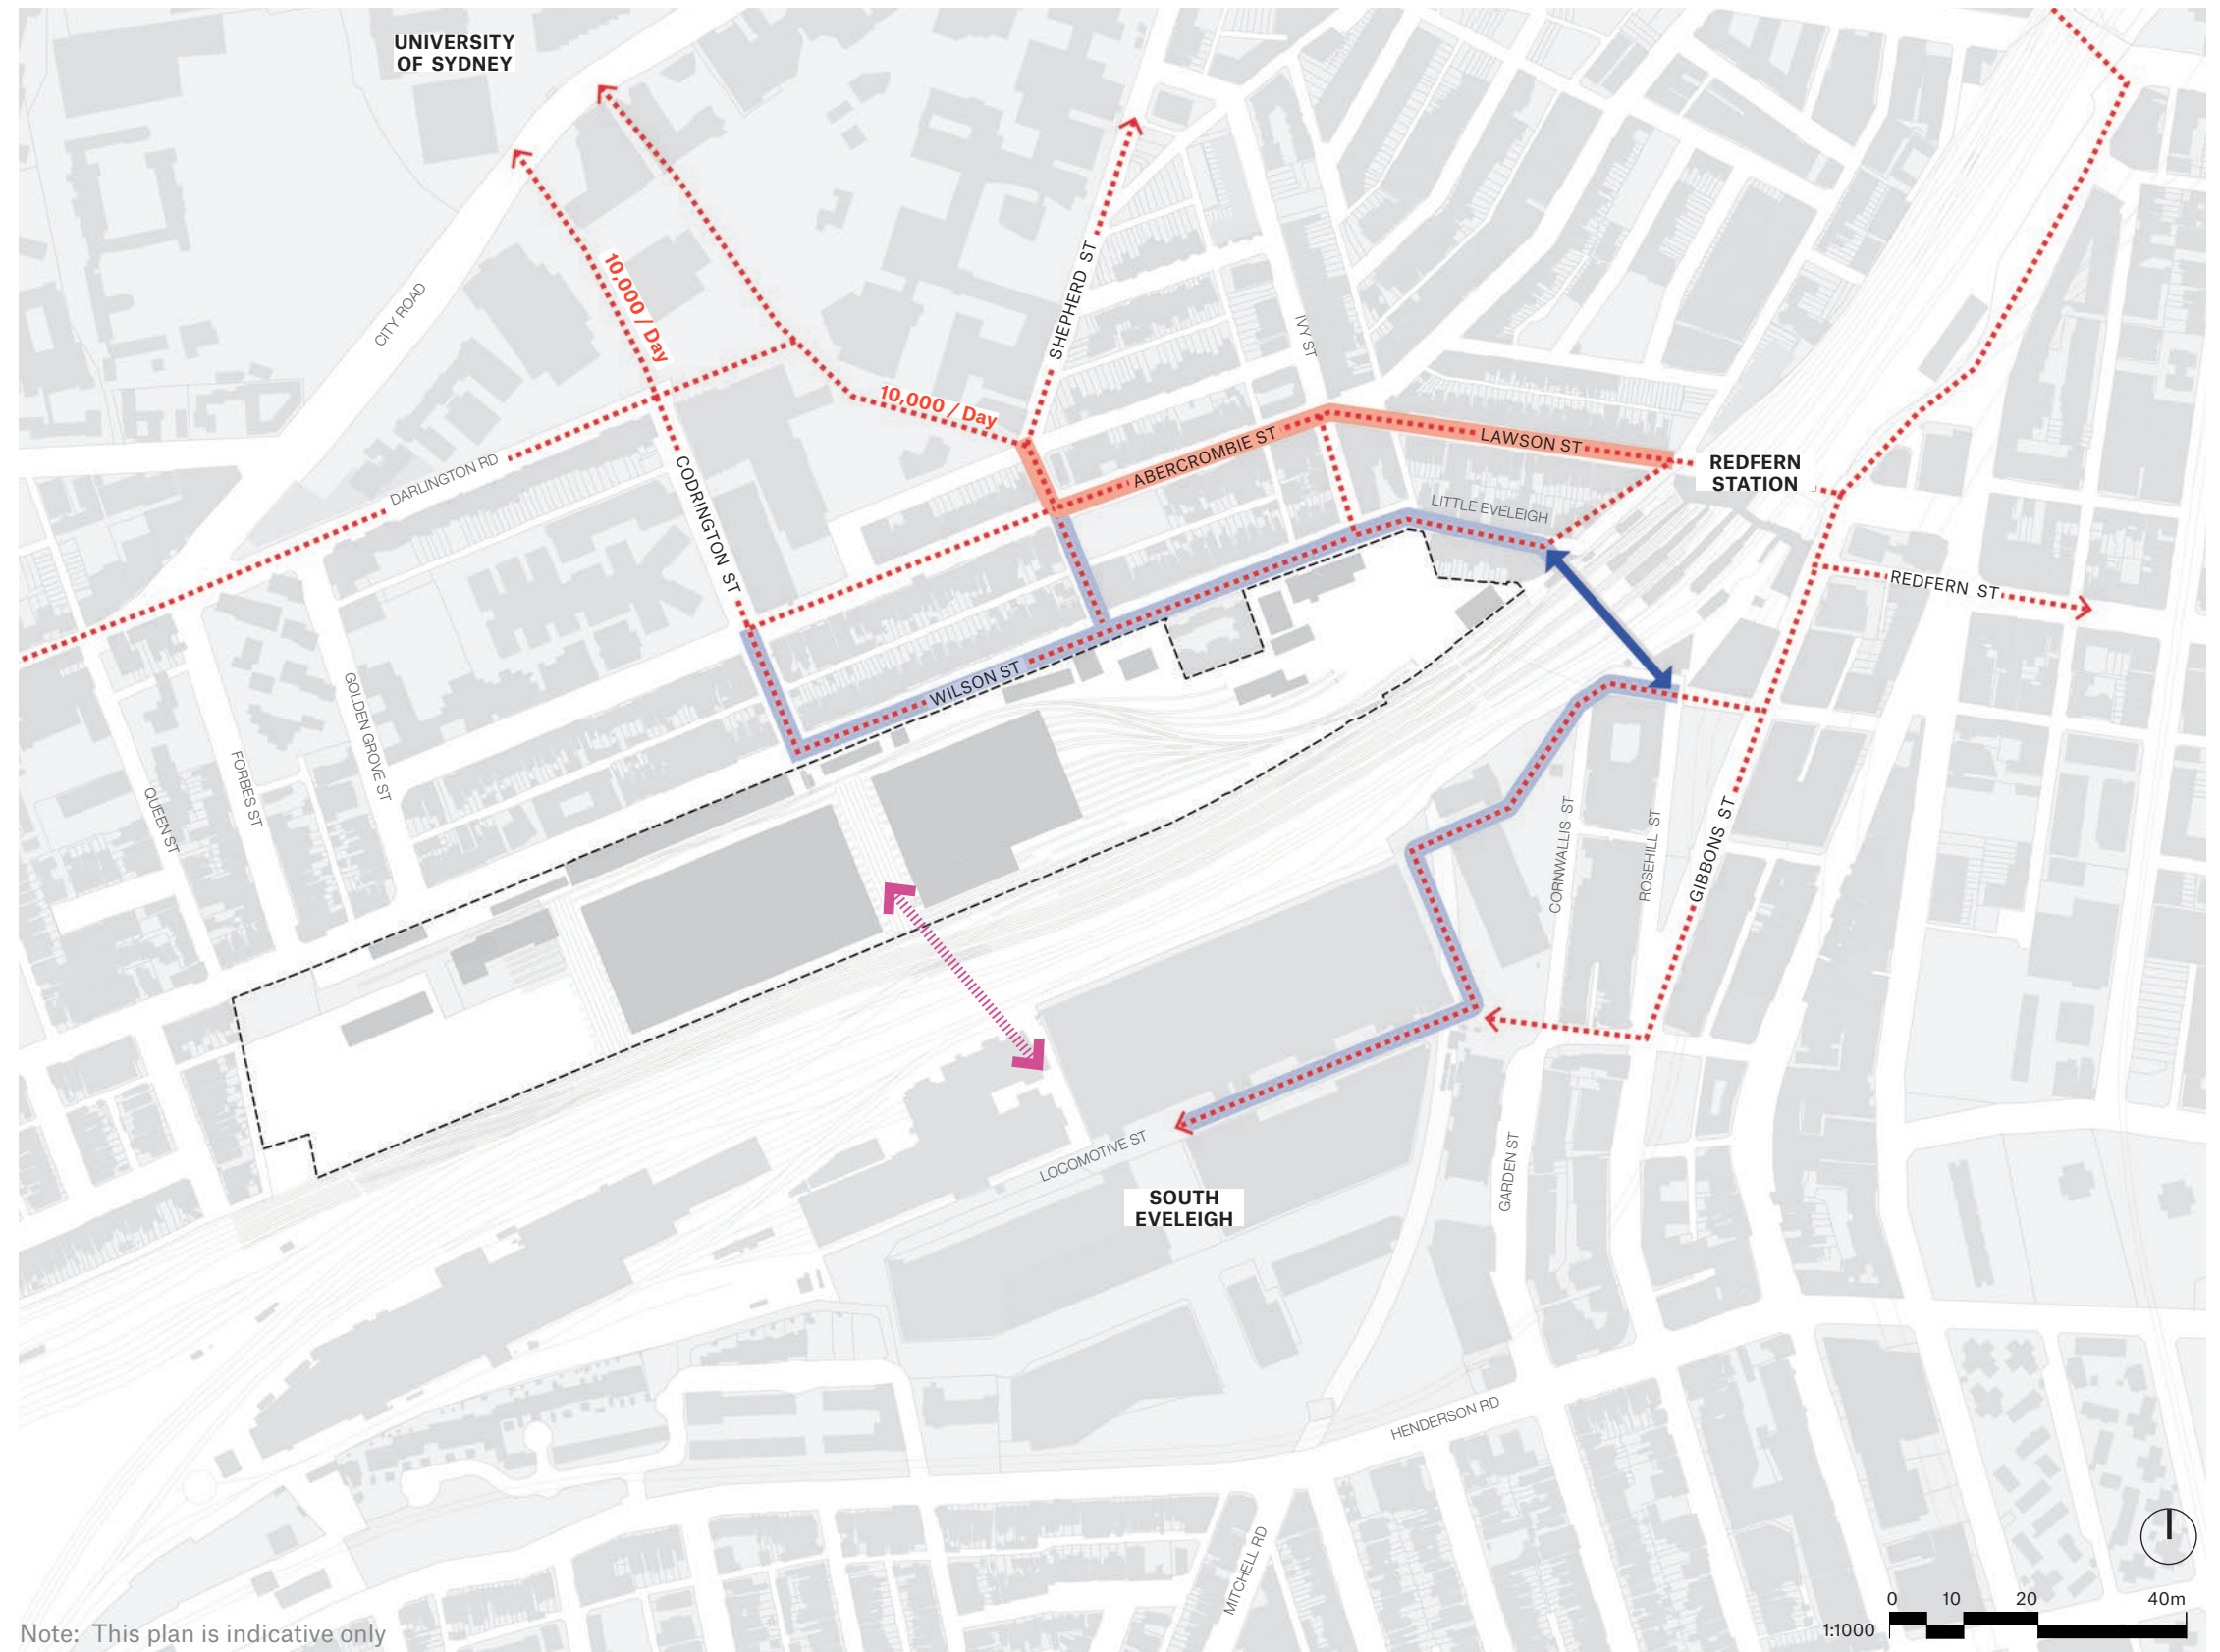 UNIVERSITY
OF SYDNEY
CITY ROAD
10,000 / Day
SHEPHERD ST
IVY ST
10,000 / Day
DARLINGTON RD
CODRINGTON ST
ABERCROMBIE ST
LAWSON ST
REDFERN
STATION
LITTLE EVELEIGH
REDFERN ST
WILSON ST
GOLDEN GROVE ST
FORBES ST
QUEEN ST
CORNWALLIS ST
ROSEHILL ST
GIBBONS ST
LOCOMOTIVE ST
GARDEN ST
SOUTH
EVELEIGH
HENDERSON RD
MITCHELL RD
0 10 20 40m
1:1000
Note: This plan is indicative only